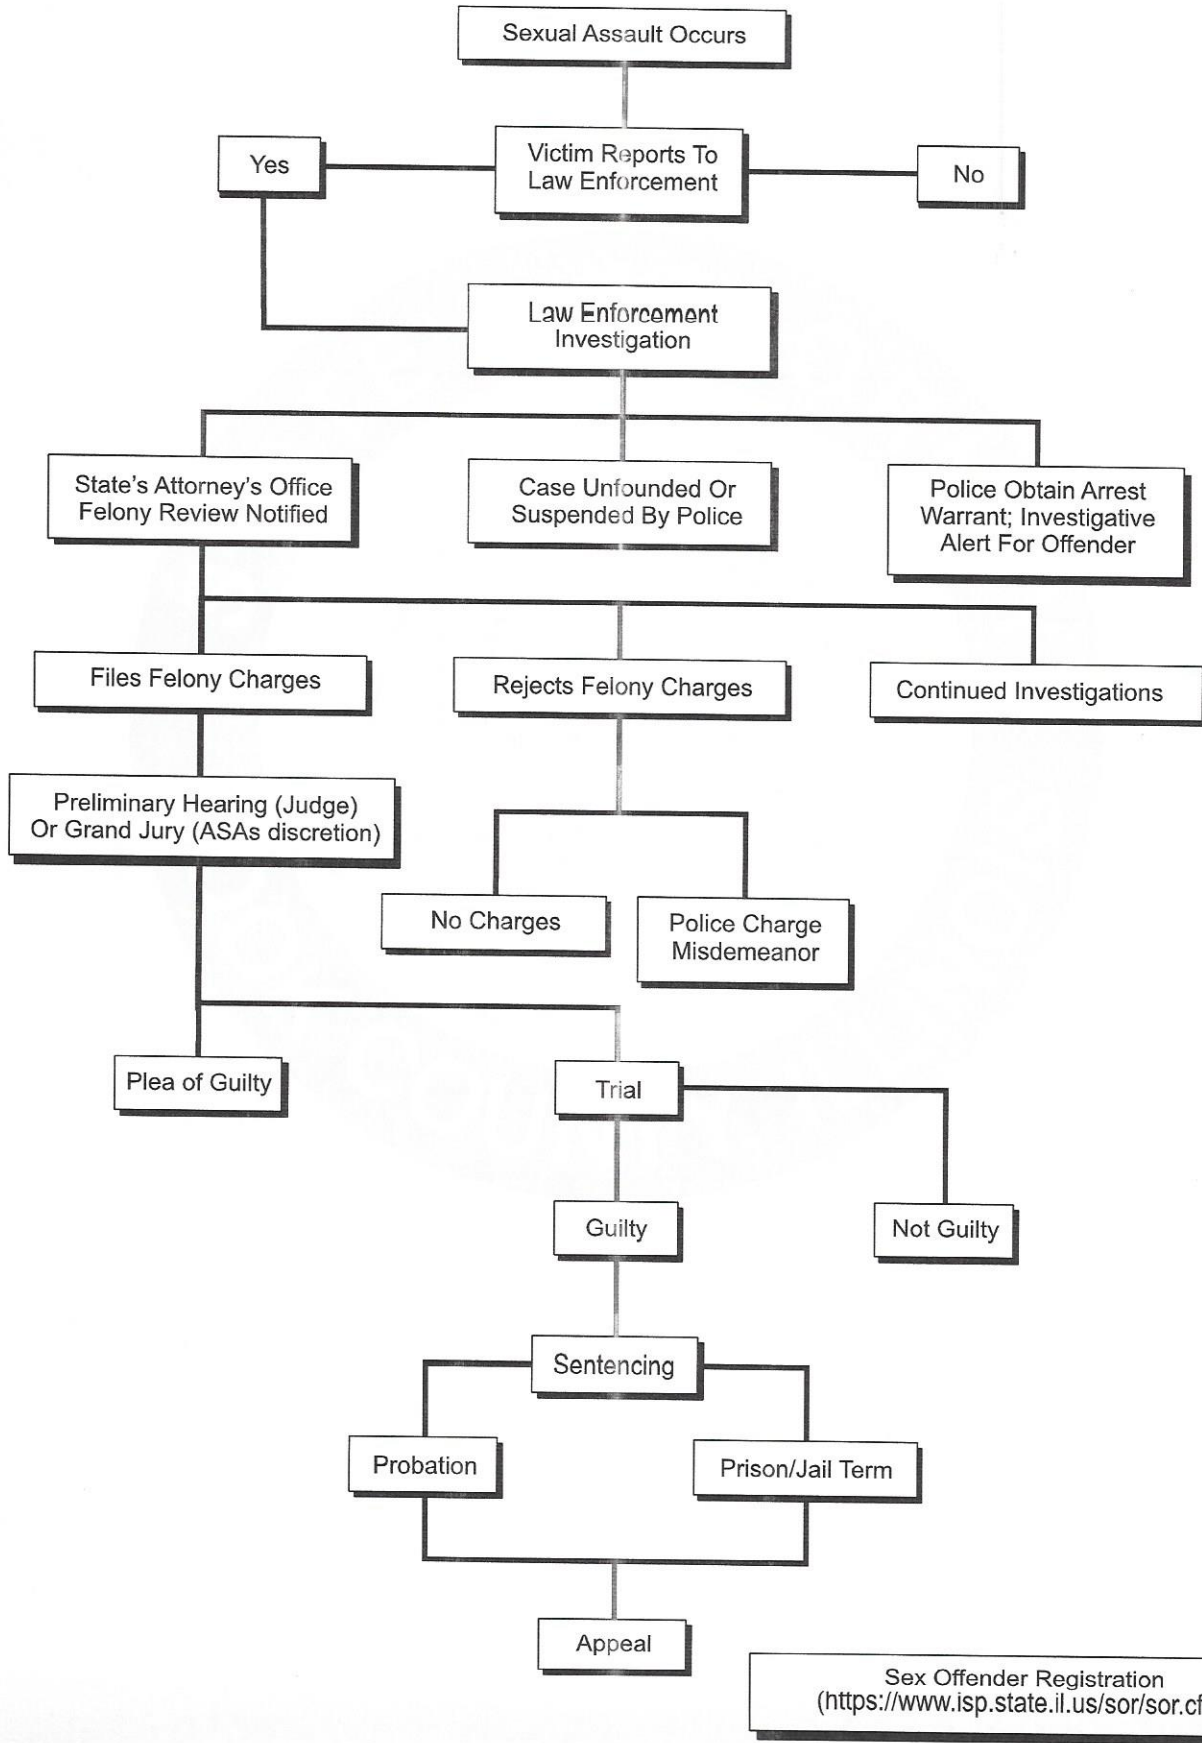 Sexual Assault Occurs
Yes
Victim Reports To
Law Enforcement
No
Law Enforcement
Investigation
State's Attorney's Office
Felony Review Notified
Case Unfounded Or
Suspended By Police
Police Obtain Arrest
Warrant; Investigative
Alert For Offender
Files Felony Charges
Rejects Felony Charges
Continued Investigations
Preliminary Hearing (Judge)
Or Grand Jury (ASAs discretion)
No Charges
Police Charge
Misdemeanor
Plea of Guilty
Trial
Guilty
Not Guilty
Sentencing
Probation
Prison/Jail Term
Appeal
Sex Offender Registration
(https://www.isp.state.il.us/sor/sor.cf